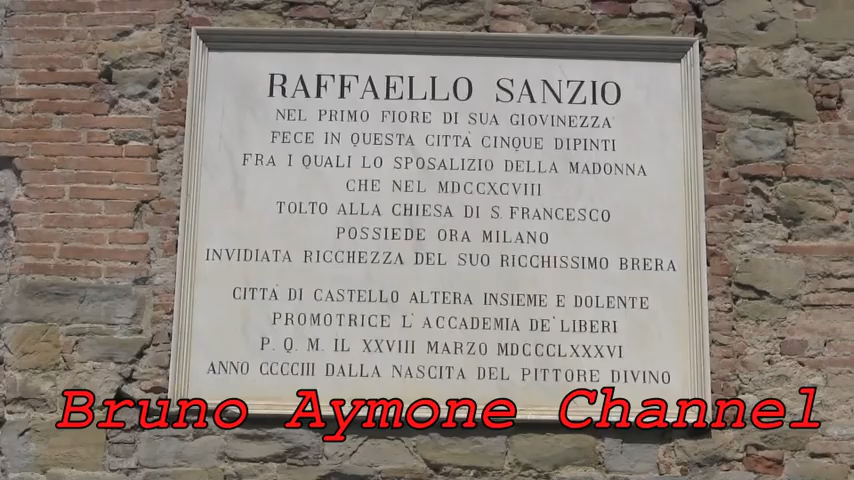 RAFFAELLO SANZIO
NEL PRIMO FIORE DI SUA GIOVINEZZA
FECE IN QUESTA CITTÀ CINQUE DIPINTI
FRA I QUALI LO SPOSALIZIO DELLA MADONNA
CHE NEL MDCCXCVIII
TOLTO ALLA CHIESA DI S. FRANCESCO
POSSIEDE ORA MILANO
INVIDIATA RICCHEZZA DEL SUO RICCHISSIMO BRERA
CITTÀ DI CASTELLO ALTERA INSIEME E DOLENTE
PROMOTRICE L'ACCADEMIA DE' LIBERI
P. Q. M. IL XXVIII MARZO MDCCCLXXXVI
ANNO CCCCIII DALLA NASCITA DEL PITTORE DIVINO
Bruno Aymone Channel